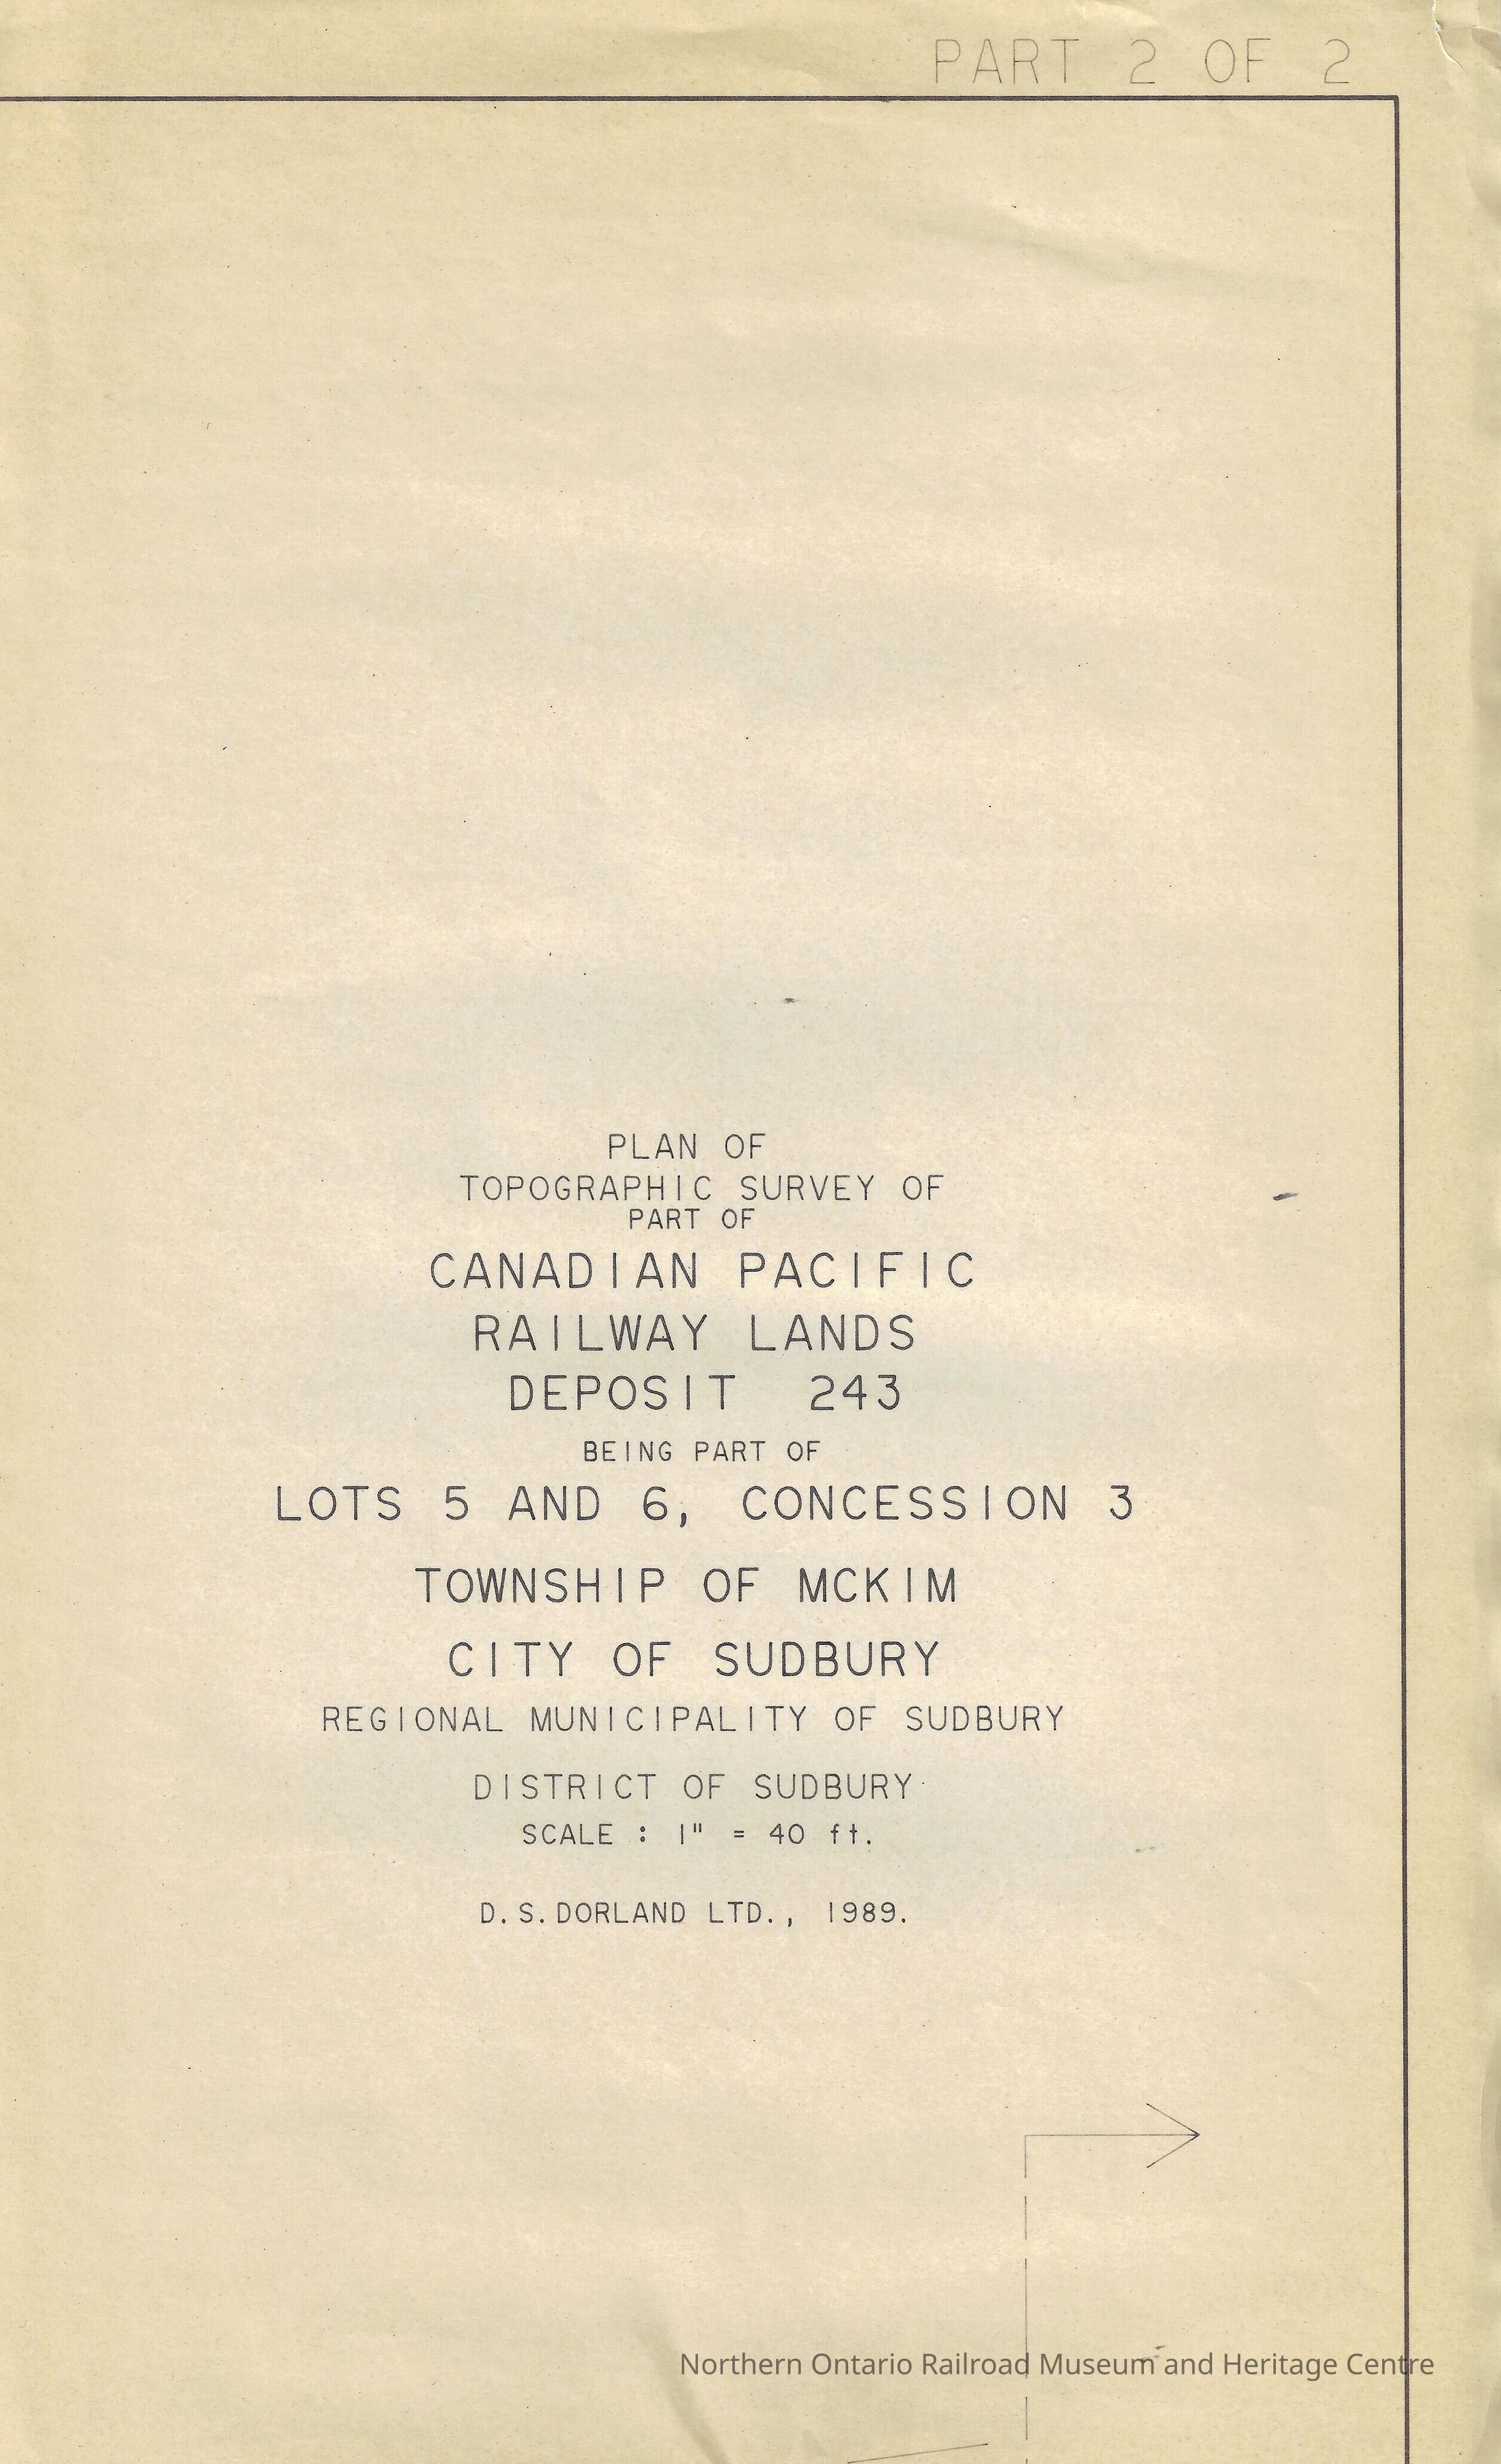 PART 2 OF 2
PLAN OF
TOPOGRAPHIC SURVEY OF
PART OF
CANADIAN PACIFIC
RAILWAY LANDS
DEPOSIT 243
BEING PART OF
LOTS 5 AND 6, CONCESSION 3
TOWNSHIP OF MCKIM
CITY OF SUDBURY
REGIONAL MUNICIPALITY OF SUDBURY
DISTRICT OF SUDBURY
SCALE : 1" = 40 ft.
D.S.DORLAND LTD., 1989.
Northern Ontario Railroad Museum and Heritage Centre